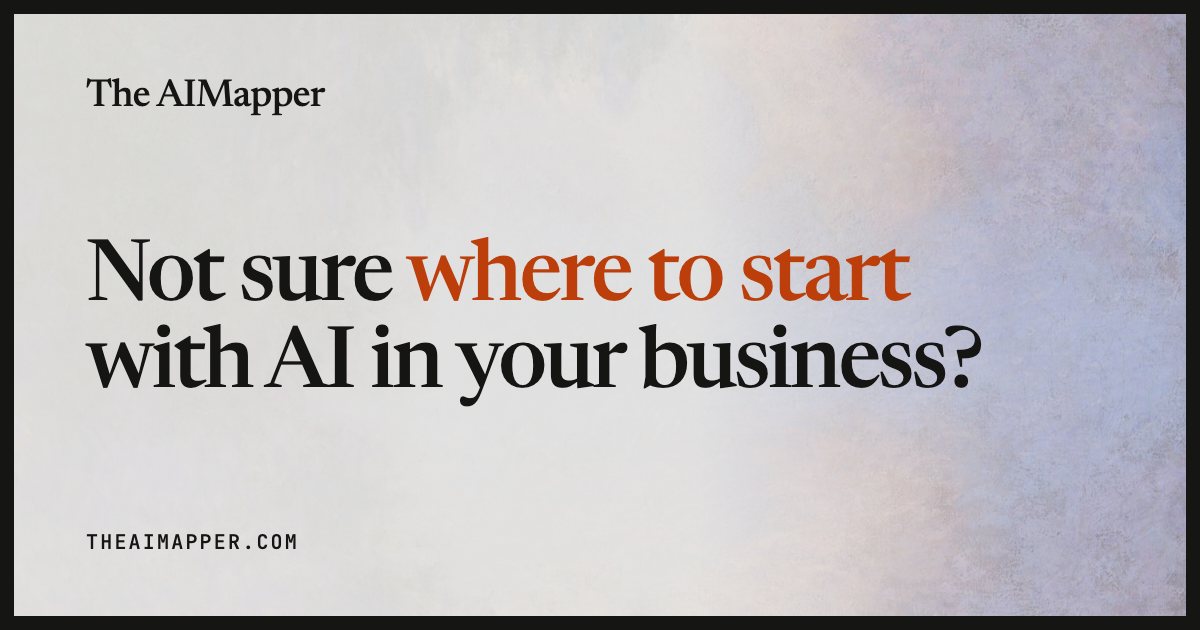 The AIMapper
Not sure where to start
with AI in your business?
THEAIMAPPER.COM